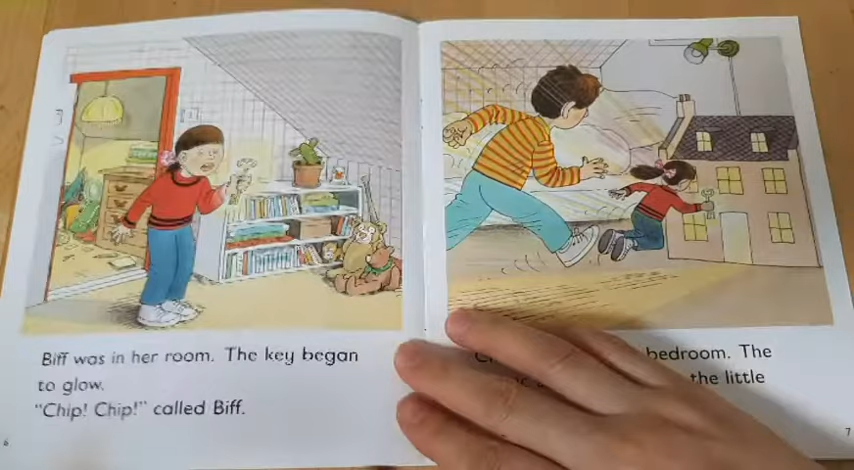 Biff was in her room. The key began
to glow.
"Chip! Chip!" called Biff.
6
bedroom. The
the little
7